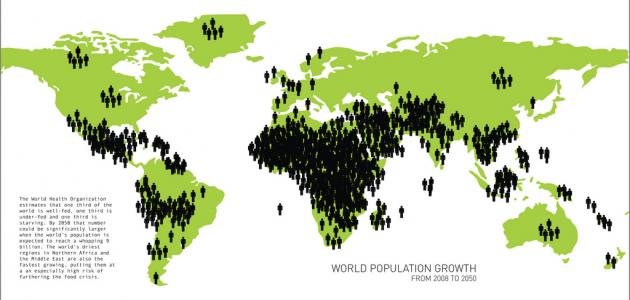 The World Health Organization
estimates that one third of the
world is well-fed, one third is
under-fed and one third is
starving. By 2050 that number
could be significantly larger
when the world's population is
expected to reach a whopping 9
billion. The world's driest
regions in Northern Africa and
the Middle East are also the
fastest growing, putting them at
a an especially high risk of
furthering the food crisis.
WORLD POPULATION GROWTH
FROM 2008 TO 2050